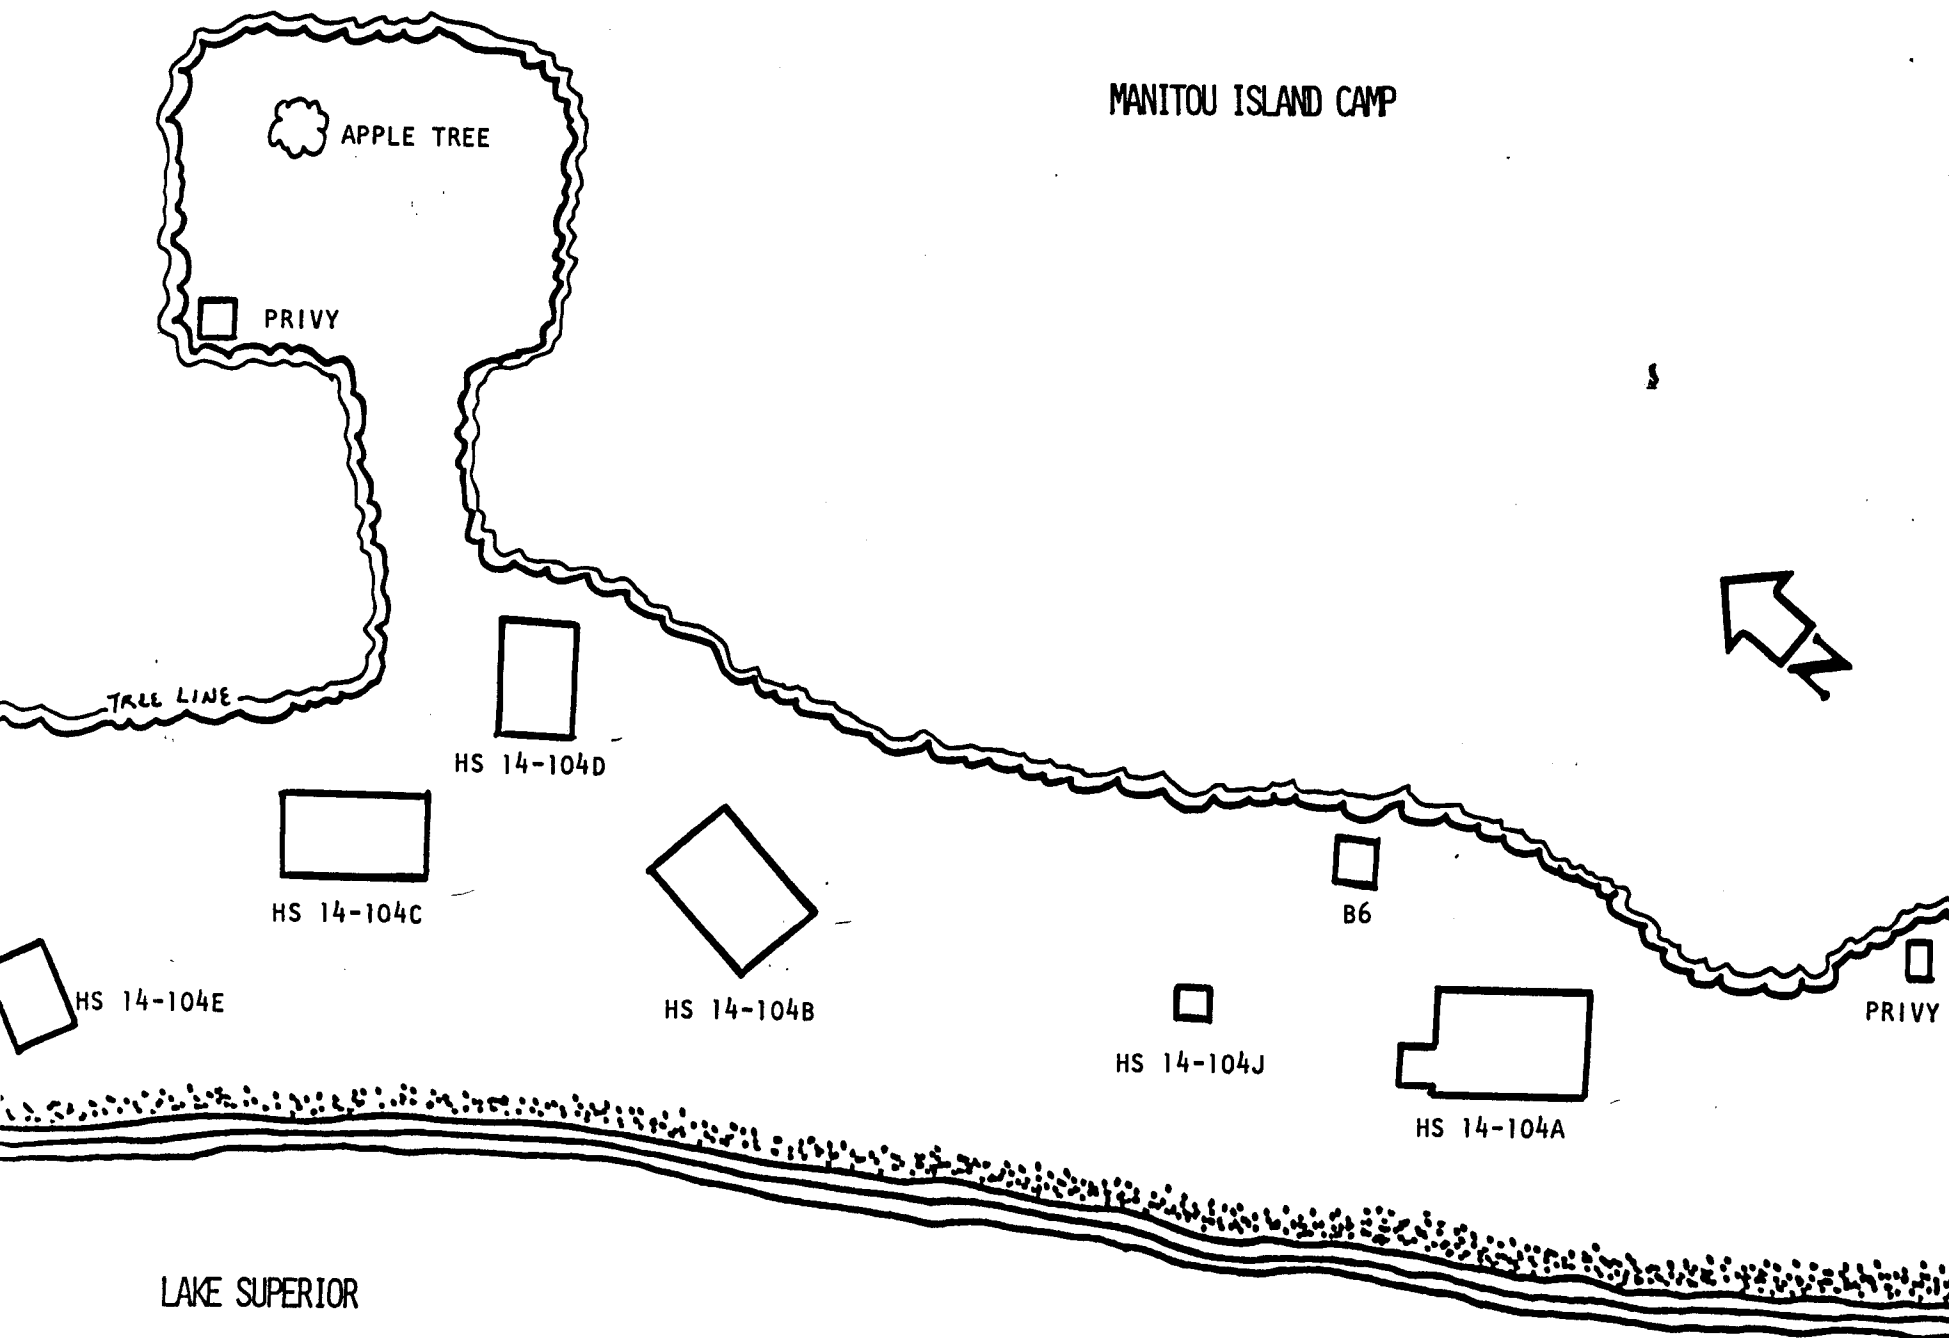 MANITOU ISLAND CAMP
APPLE TREE
PRIVY
N
TREE LINE
HS 14-104D
HS 14-104C
B6
HS 14-104E
HS 14-104B
PRIVY
HS 14-104J
HS 14-104A
LAKE SUPERIOR